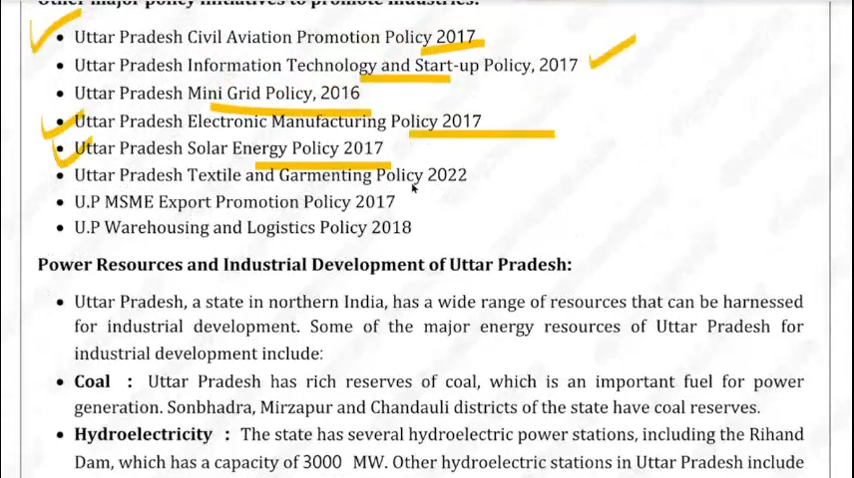 Other major policy initiatives to promote industries:
• Uttar Pradesh Civil Aviation Promotion Policy 2017
• Uttar Pradesh Information Technology and Start-up Policy, 2017
• Uttar Pradesh Mini Grid Policy, 2016
• Uttar Pradesh Electronic Manufacturing Policy 2017
• Uttar Pradesh Solar Energy Policy 2017
• Uttar Pradesh Textile and Garmenting Policy 2022
• U.P MSME Export Promotion Policy 2017
• U.P Warehousing and Logistics Policy 2018
Power Resources and Industrial Development of Uttar Pradesh:
• Uttar Pradesh, a state in northern India, has a wide range of resources that can be harnessed
for industrial development. Some of the major energy resources of Uttar Pradesh for
industrial development include:
• Coal : Uttar Pradesh has rich reserves of coal, which is an important fuel for power
generation. Sonbhadra, Mirzapur and Chandauli districts of the state have coal reserves.
• Hydroelectricity : The state has several hydroelectric power stations, including the Rihand
Dam, which has a capacity of 3000 MW. Other hydroelectric stations in Uttar Pradesh include